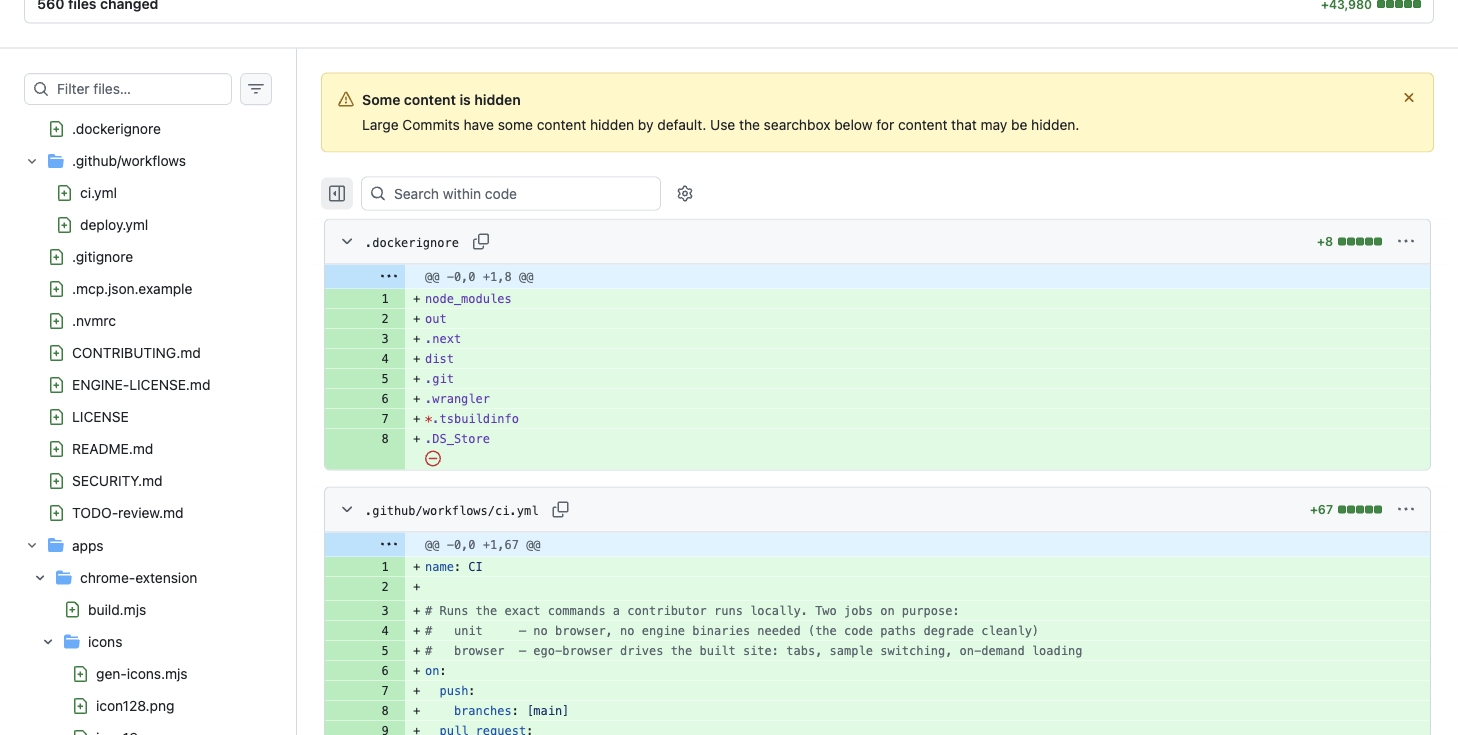 560 files changed
+43,980
Filter files...
.dockerignore
.github/workflows
ci.yml
deploy.yml
.gitignore
.mcp.json.example
.nvmrc
CONTRIBUTING.md
ENGINE-LICENSE.md
LICENSE
README.md
SECURITY.md
TODO-review.md
apps
chrome-extension
build.mjs
icons
gen-icons.mjs
icon128.png
Some content is hidden
Large Commits have some content hidden by default. Use the searchbox below for content that may be hidden.
Search within code
.dockerignore
+8
@@ -0,0 +1,8 @@
1 +node_modules
2 +out
3 +.next
4 +dist
5 +.git
6 +.wrangler
7 +*.tsbuildinfo
8 +.DS_Store
.github/workflows/ci.yml
+67
@@ -0,0 +1,67 @@
1 +name: CI
2 +
3 +# Runs the exact commands a contributor runs locally. Two jobs on purpose:
4 +#   unit     — no browser, no engine binaries needed (the code paths degrade cleanly)
5 +#   browser  — ego-browser drives the built site: tabs, sample switching, on-demand loading
6 +on:
7 +  push:
8 +    branches: [main]
9 +  pull_request: